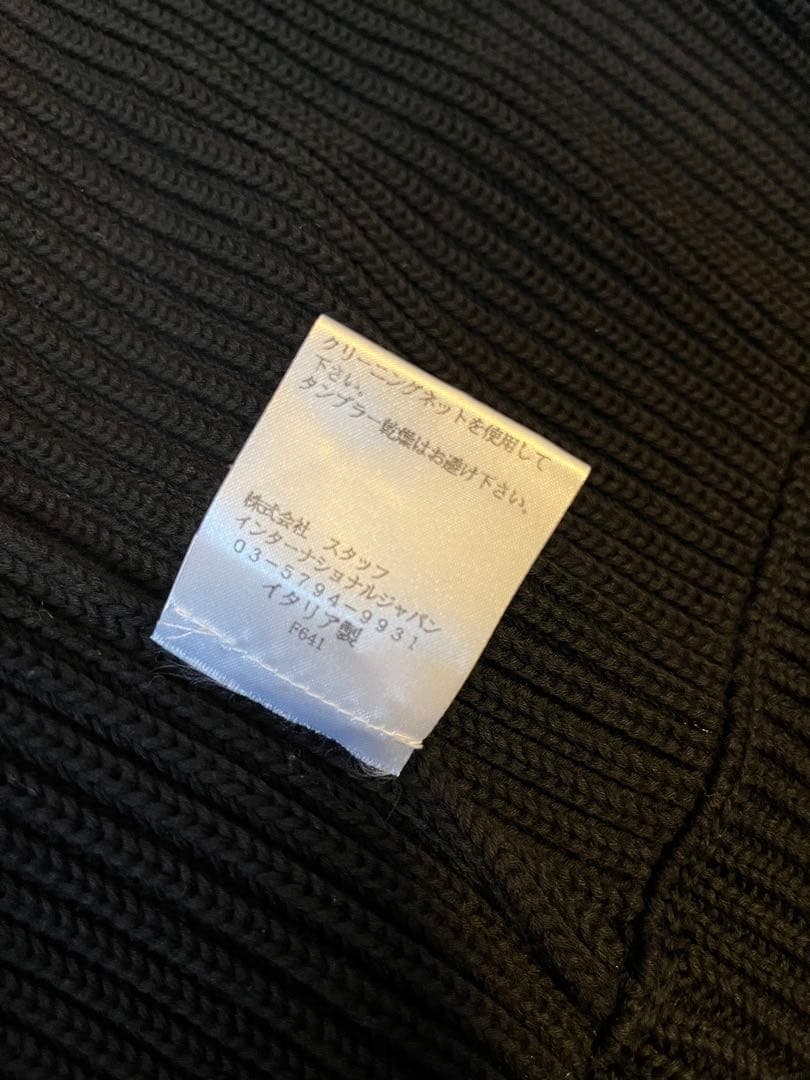 クリーニングネットを使用して
下さい。
タンブラー乾燥はお避け下さい。
株式会社 スタッフ
インターナショナルジャパン
03-5794-9931
イタリア製
F641